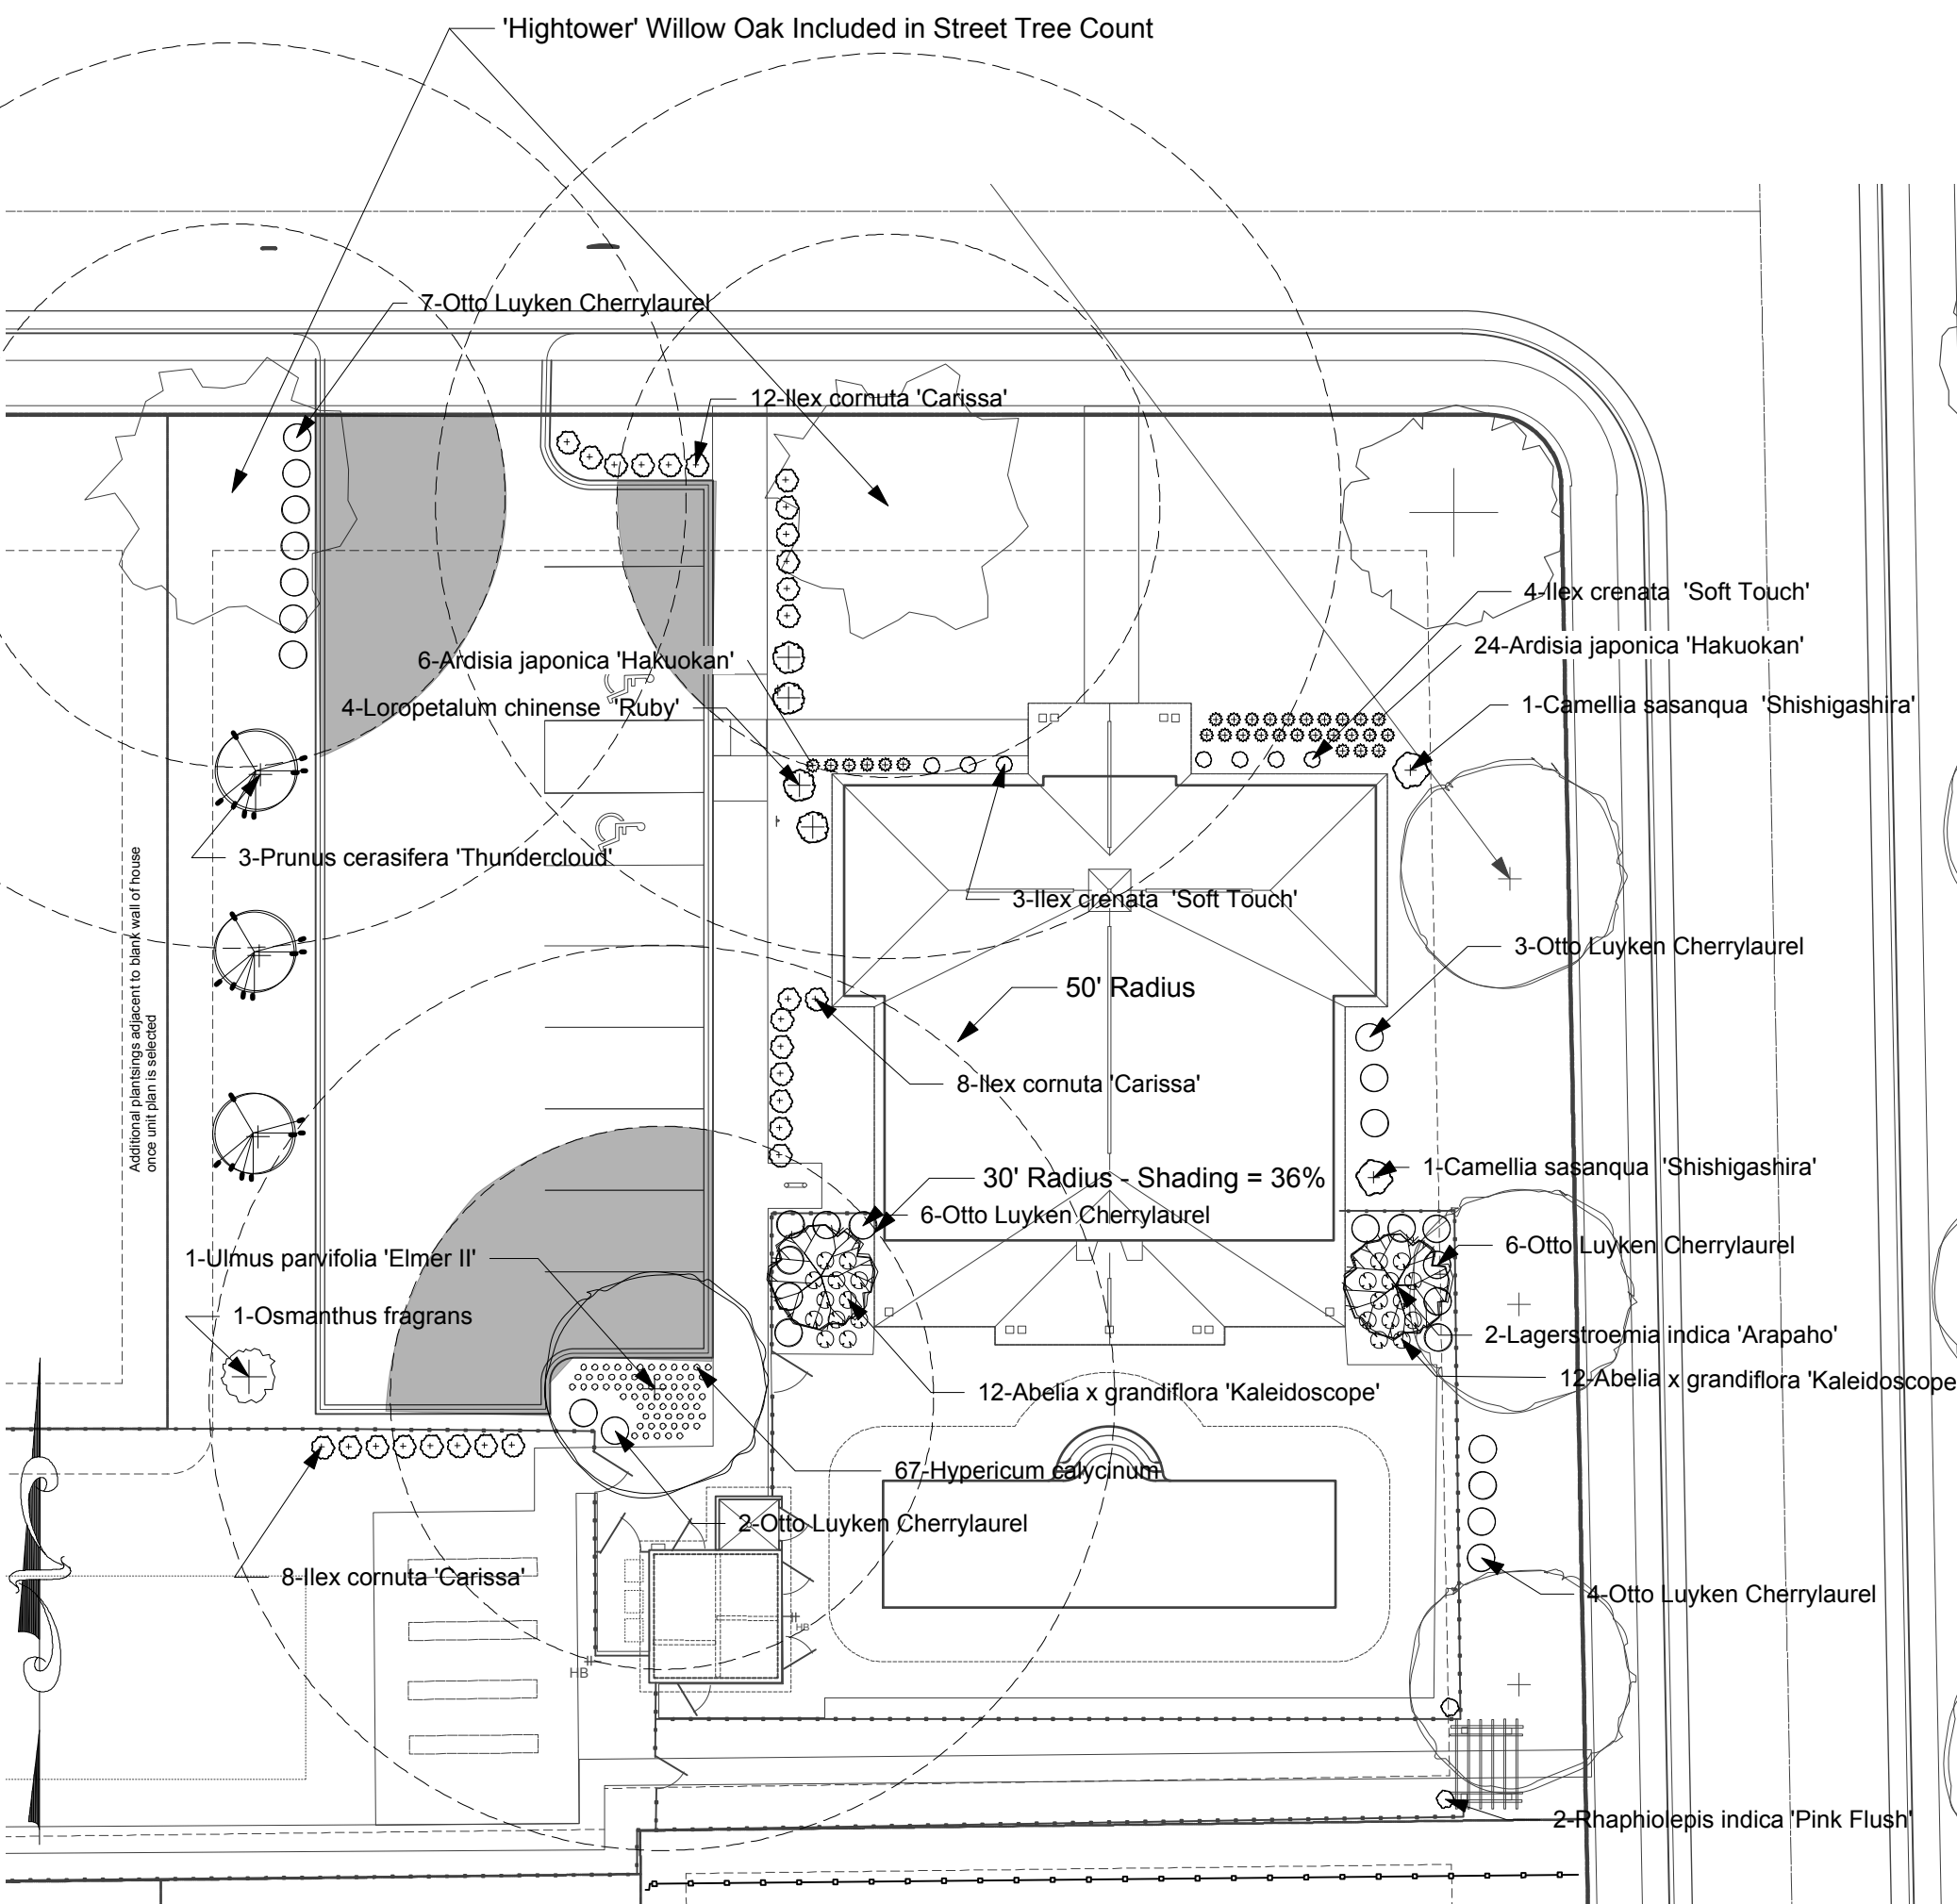 'Hightower' Willow Oak Included in Street Tree Count
7-Otto Luyken Cherrylaurel
12-Ilex cornuta 'Carissa'
4-Ilex crenata 'Soft Touch'
24-Ardisia japonica 'Hakuokan'
6-Ardisia japonica 'Hakuokan'
4-Loropetalum chinense 'Ruby'
1-Camellia sasanqua 'Shishigashira'
3-Prunus cerasifera 'Thundercloud'
3-Ilex crenata 'Soft Touch'
3-Otto Luyken Cherrylaurel
50' Radius
Additional plantsings adjacent to blank wall of house
once unit plan is selected
8-Ilex cornuta 'Carissa'
1-Camellia sasanqua 'Shishigashira'
30' Radius - Shading = 36%
6-Otto Luyken Cherrylaurel
6-Otto Luyken Cherrylaurel
1-Ulmus parvifolia 'Elmer II'
1-Osmanthus fragrans
2-Lagerstroemia indica 'Arapaho'
12-Abelia x grandiflora 'Kaleidoscope'
12-Abelia x grandiflora 'Kaleidoscope
67-Hypericum calycinum
2-Otto Luyken Cherrylaurel
8-Ilex cornuta 'Carissa'
4-Otto Luyken Cherrylaurel
HB
HB
2-Rhaphiolepis indica 'Pink Flush'